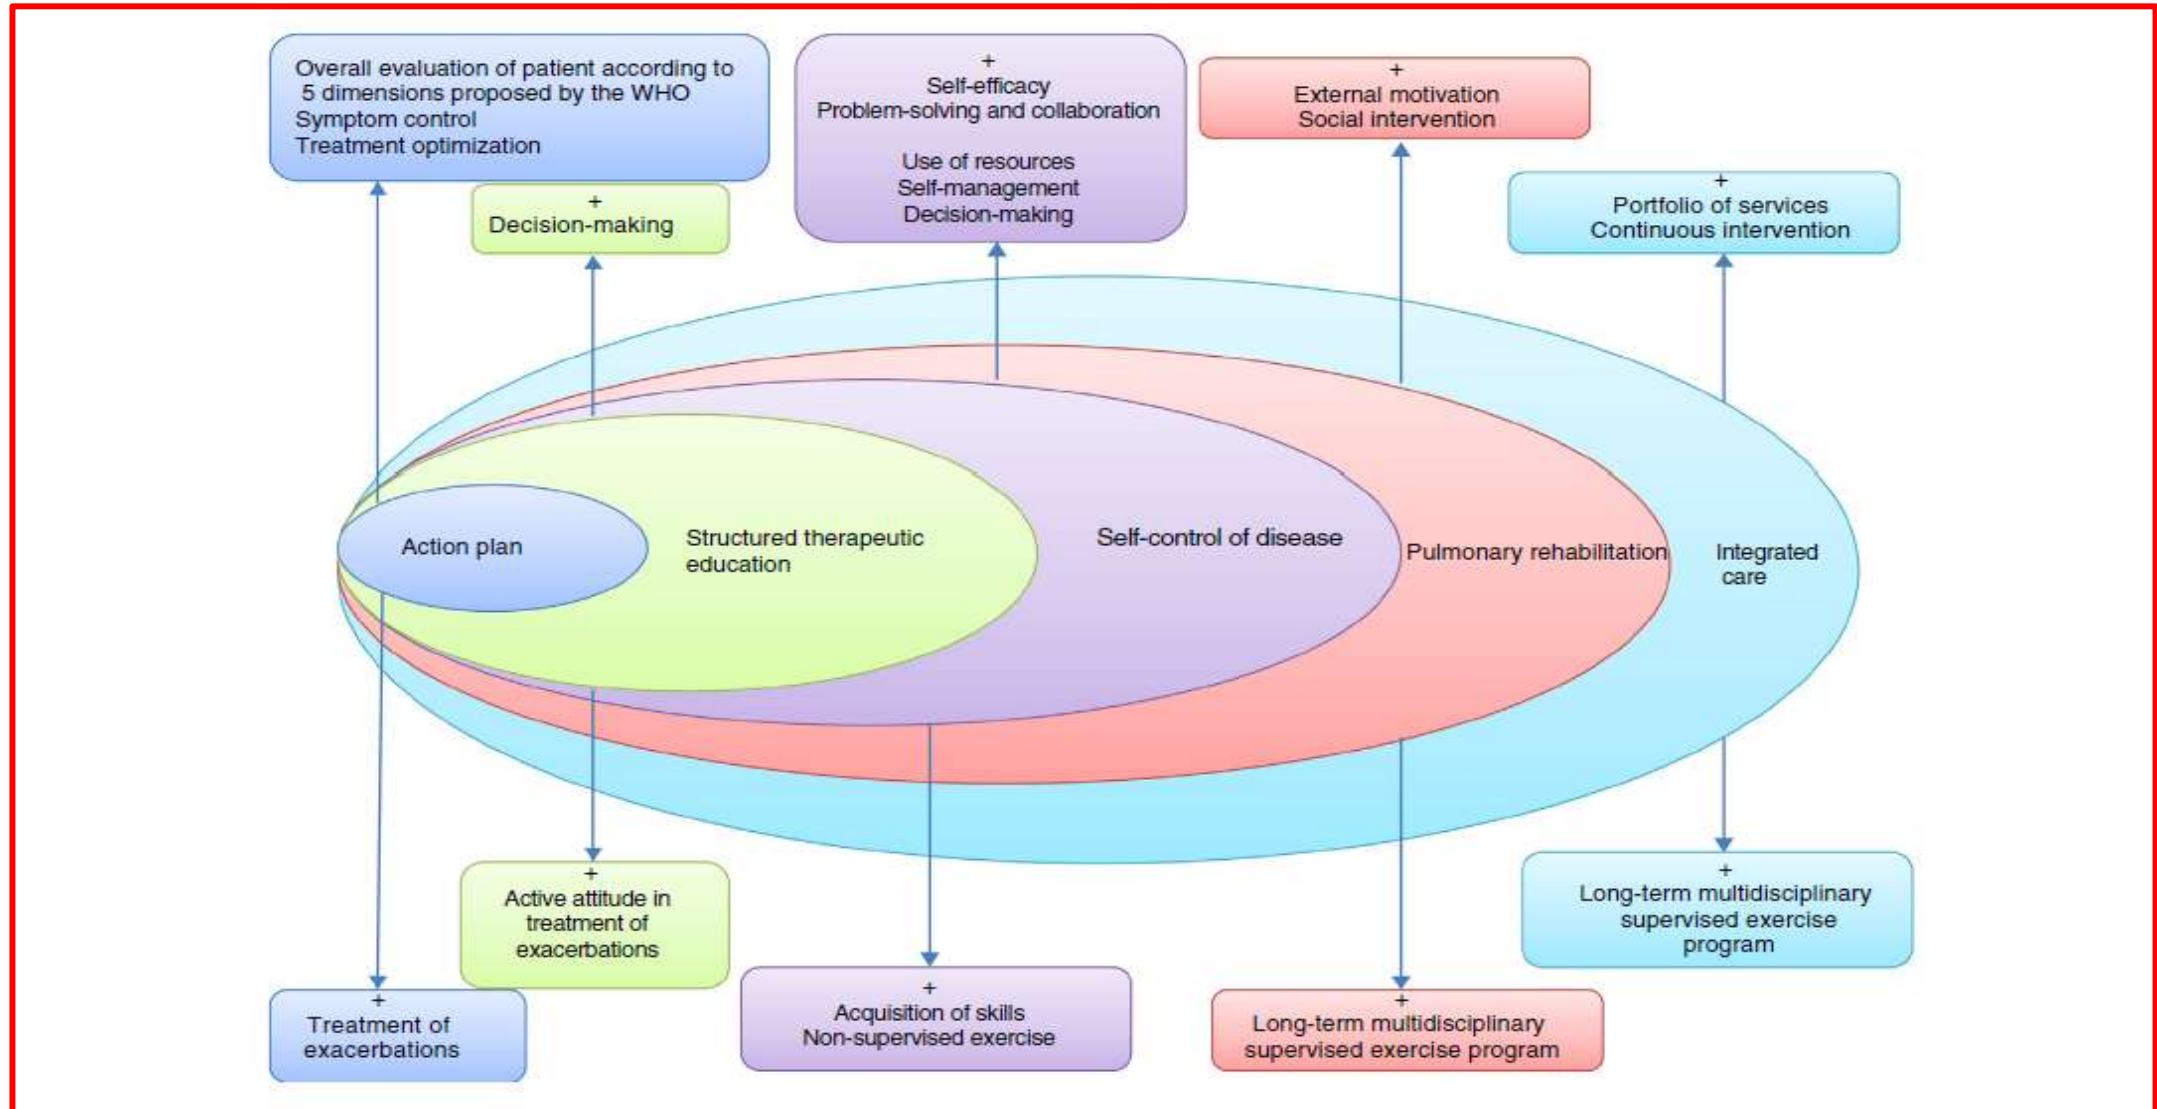 Overall evaluation of patient according to
5 dimensions proposed by the WHO
Symptom control
Treatment optimization
+
Decision-making
+
Self-efficacy
Problem-solving and collaboration
Use of resources
Self-management
Decision-making
+
External motivation
Social intervention
+
Portfolio of services
Continuous intervention
Action plan
Structured therapeutic
education
Self-control of disease
Pulmonary rehabilitation
Integrated
care
+
Treatment of
exacerbations
+
Active attitude in
treatment of
exacerbations
+
Acquisition of skills
Non-supervised exercise
+
Long-term multidisciplinary
supervised exercise program
+
Long-term multidisciplinary
supervised exercise
program